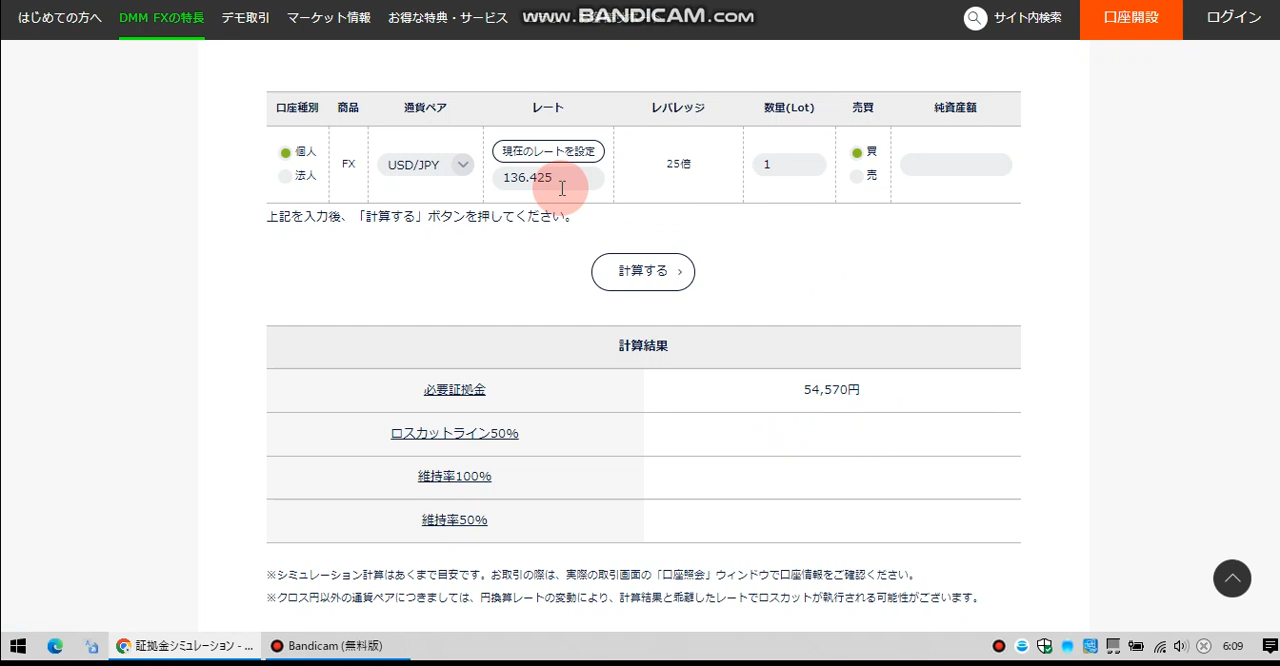 はじめての方へ DMM FXの特長 デモ取引 マーケット情報 お得な特典・サービス www.BANDICAM.com サイト内検索 口座開設 ログイン
口座種別 商品 通貨ペア レート レバレッジ 数量(Lot) 売買 純資産額
個人 現在のレートを設定 買
FX USD/JPY 25倍 1
法人 136.425 売
上記を入力後、「計算する」ボタンを押してください。
計算する
計算結果
必要証拠金 54,570円
ロスカットライン50%
維持率100%
維持率50%
※シミュレーション計算はあくまで目安です。お取引の際は、実際の取引画面の「口座照会」ウィンドウで口座情報をご確認ください。
※クロス円以外の通貨ペアにつきましては、円換算レートの変動により、計算結果と乖離したレートでロスカットが執行される可能性がございます。
証拠金シミュレーション - ... Bandicam (無料版) 6:09